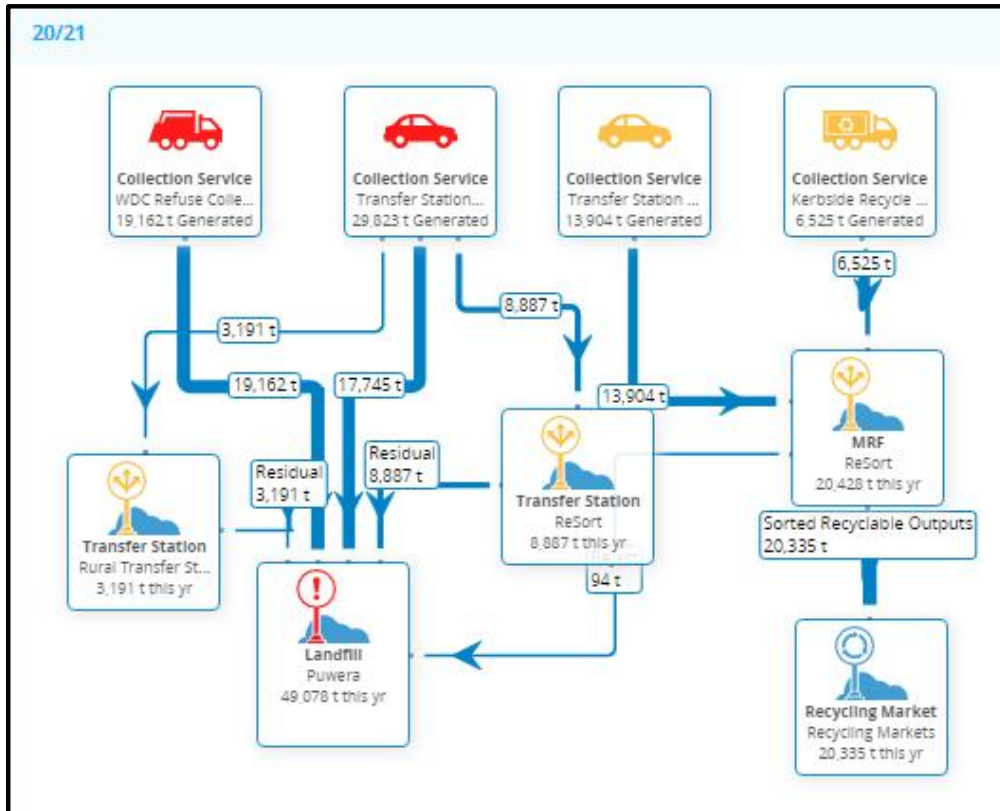 20/21
Collection Service
WDC Refuse Colle...
19,162 t Generated
Collection Service
Transfer Station...
29,823 t Generated
Collection Service
Transfer Station ...
13,904 t Generated
Collection Service
Kerbside Recycle ...
6,525 t Generated
6,525 t
8,887 t
3,191 t
19,162 t
17,745 t
13,904 t
Residual
3,191 t
Residual
8,887 t
Transfer Station
Rural Transfer St...
3,191 t this yr
Transfer Station
ReSort
8,887 t this yr
94 t
MRF
ReSort
20,428 t this yr
Sorted Recyclable Outputs
20,335 t
Landfill
Puwera
49,078 t this yr
Recycling Market
Recycling Markets
20,335 t this yr